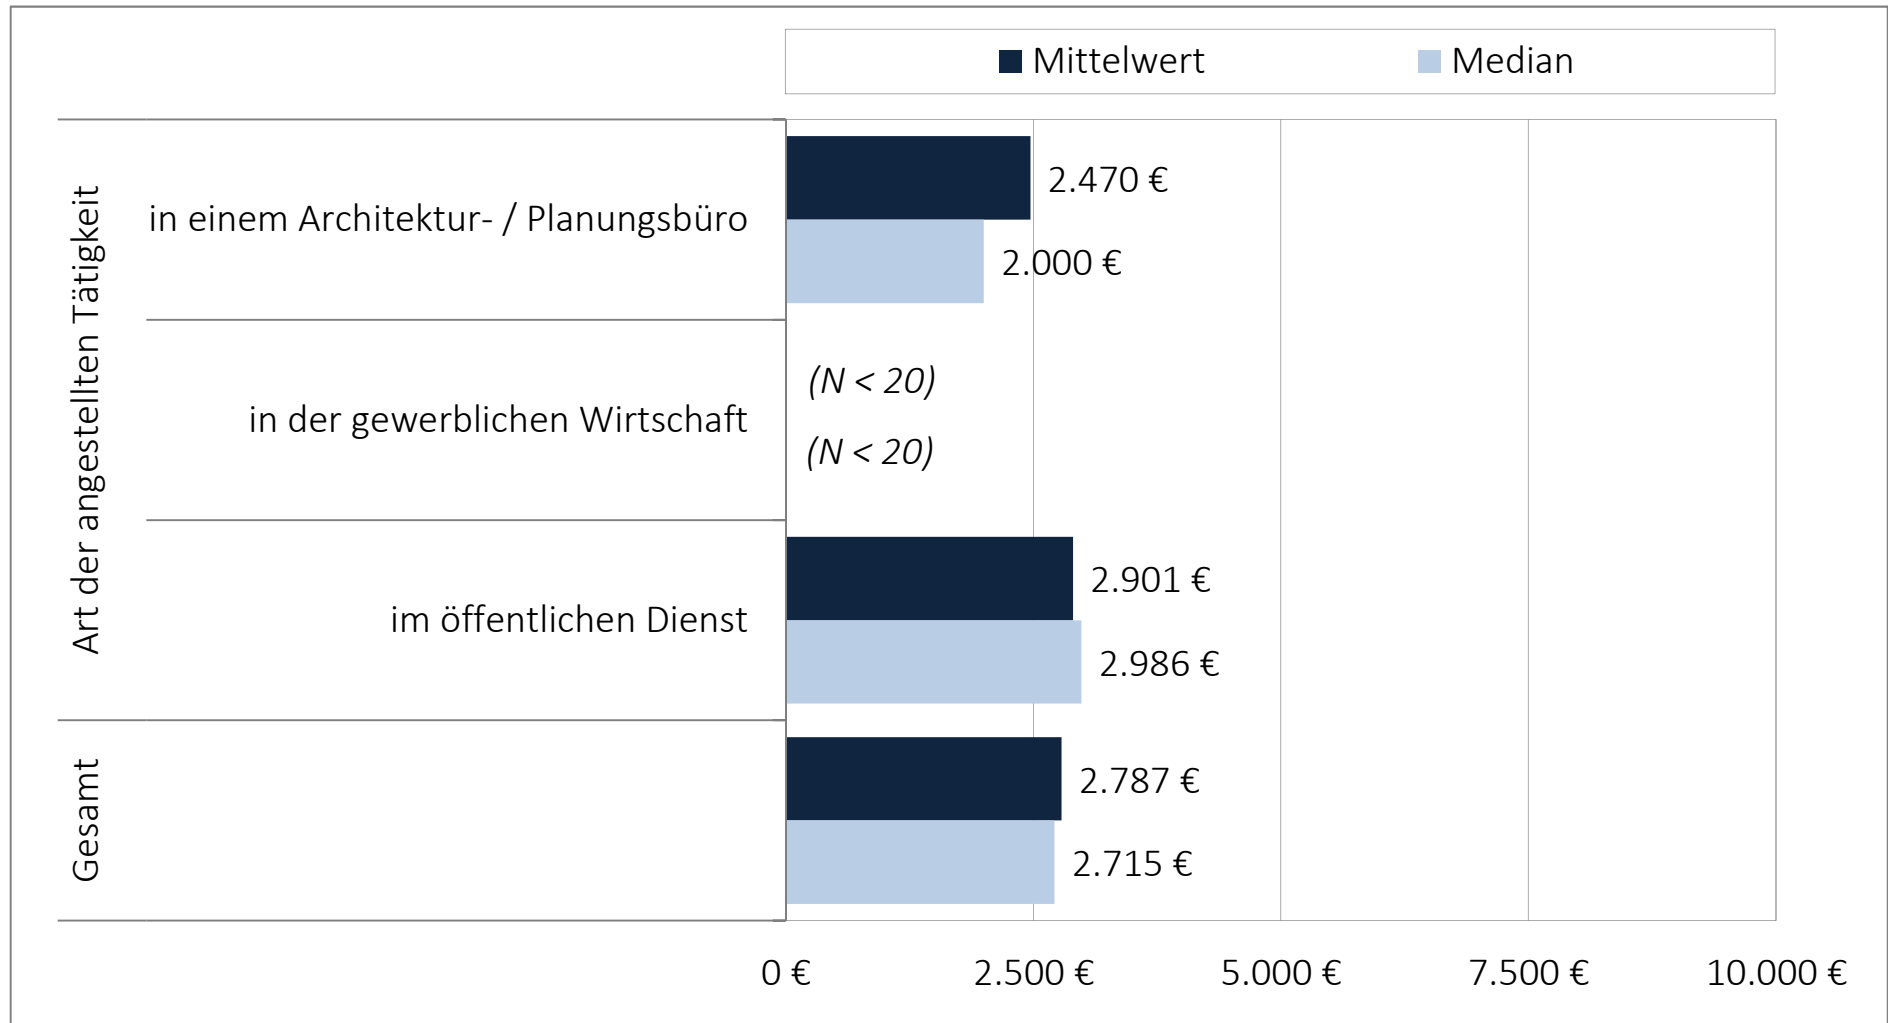 Mittelwert
Median
Art der angestellten Tätigkeit
in einem Architektur- / Planungsbüro
2.470 €
2.000 €
in der gewerblichen Wirtschaft
(N < 20)
(N < 20)
im öffentlichen Dienst
2.901 €
2.986 €
Gesamt
2.787 €
2.715 €
0 €
2.500 €
5.000 €
7.500 €
10.000 €